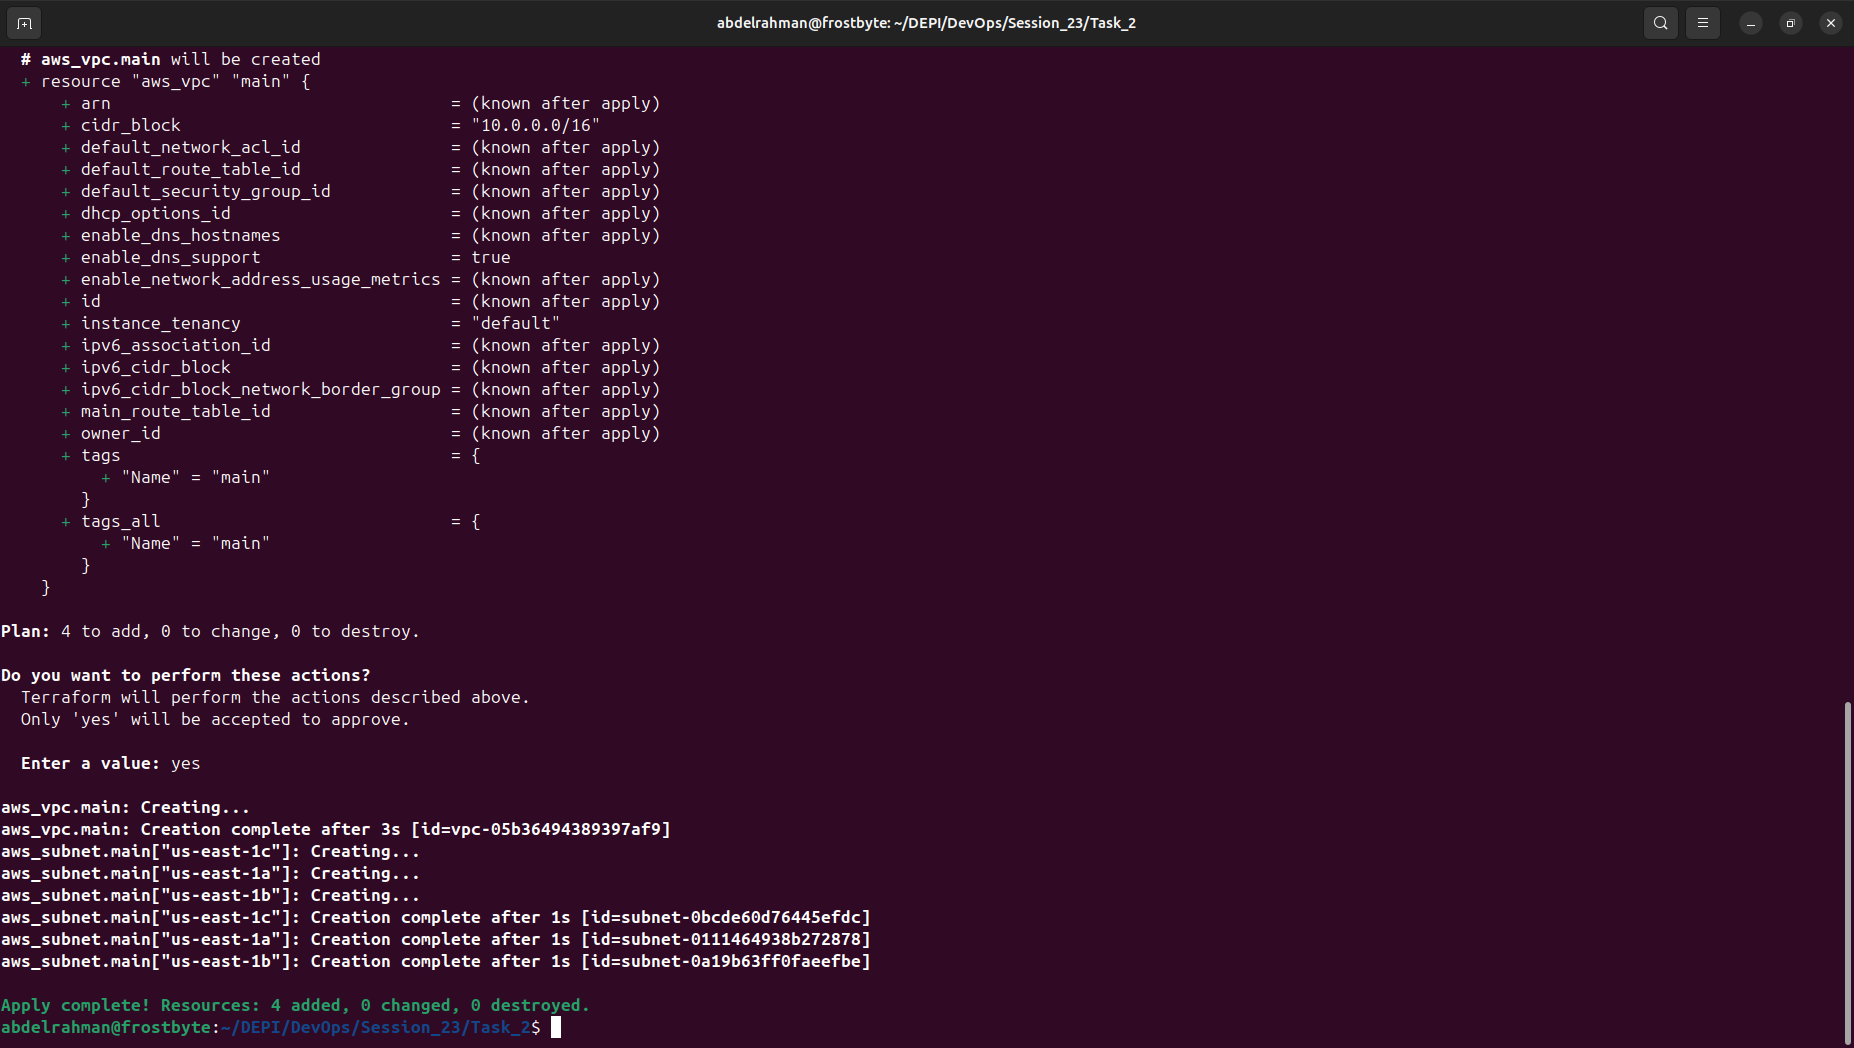 abdelrahman@frostbyte: ~/DEPI/DevOps/Session_23/Task_2
# aws_vpc.main will be created
+ resource "aws_vpc" "main" {
+ arn = (known after apply)
+ cidr_block = "10.0.0.0/16"
+ default_network_acl_id = (known after apply)
+ default_route_table_id = (known after apply)
+ default_security_group_id = (known after apply)
+ dhcp_options_id = (known after apply)
+ enable_dns_hostnames = (known after apply)
+ enable_dns_support = true
+ enable_network_address_usage_metrics = (known after apply)
+ id = (known after apply)
+ instance_tenancy = "default"
+ ipv6_association_id = (known after apply)
+ ipv6_cidr_block = (known after apply)
+ ipv6_cidr_block_network_border_group = (known after apply)
+ main_route_table_id = (known after apply)
+ owner_id = (known after apply)
+ tags = {
+ "Name" = "main"
}
+ tags_all = {
+ "Name" = "main"
}
}
Plan: 4 to add, 0 to change, 0 to destroy.
Do you want to perform these actions?
Terraform will perform the actions described above.
Only 'yes' will be accepted to approve.
Enter a value: yes
aws_vpc.main: Creating...
aws_vpc.main: Creation complete after 3s [id=vpc-05b36494389397af9]
aws_subnet.main["us-east-1c"]: Creating...
aws_subnet.main["us-east-1a"]: Creating...
aws_subnet.main["us-east-1b"]: Creating...
aws_subnet.main["us-east-1c"]: Creation complete after 1s [id=subnet-0bcde60d76445efdc]
aws_subnet.main["us-east-1a"]: Creation complete after 1s [id=subnet-0111464938b272878]
aws_subnet.main["us-east-1b"]: Creation complete after 1s [id=subnet-0a19b63ff0faeefbe]
Apply complete! Resources: 4 added, 0 changed, 0 destroyed.
abdelrahman@frostbyte:~/DEPI/DevOps/Session_23/Task_2$